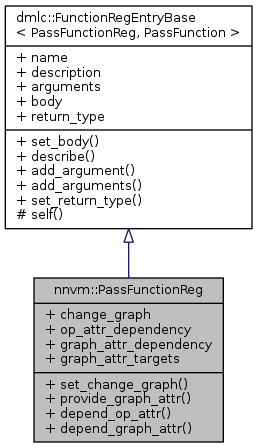 dmlc::FunctionRegEntryBase
< PassFunctionReg, PassFunction >
+ name
+ description
+ arguments
+ body
+ return_type
+ set_body()
+ describe()
+ add_argument()
+ add_arguments()
+ set_return_type()
# self()
nnvm::PassFunctionReg
+ change_graph
+ op_attr_dependency
+ graph_attr_dependency
+ graph_attr_targets
+ set_change_graph()
+ provide_graph_attr()
+ depend_op_attr()
+ depend_graph_attr()